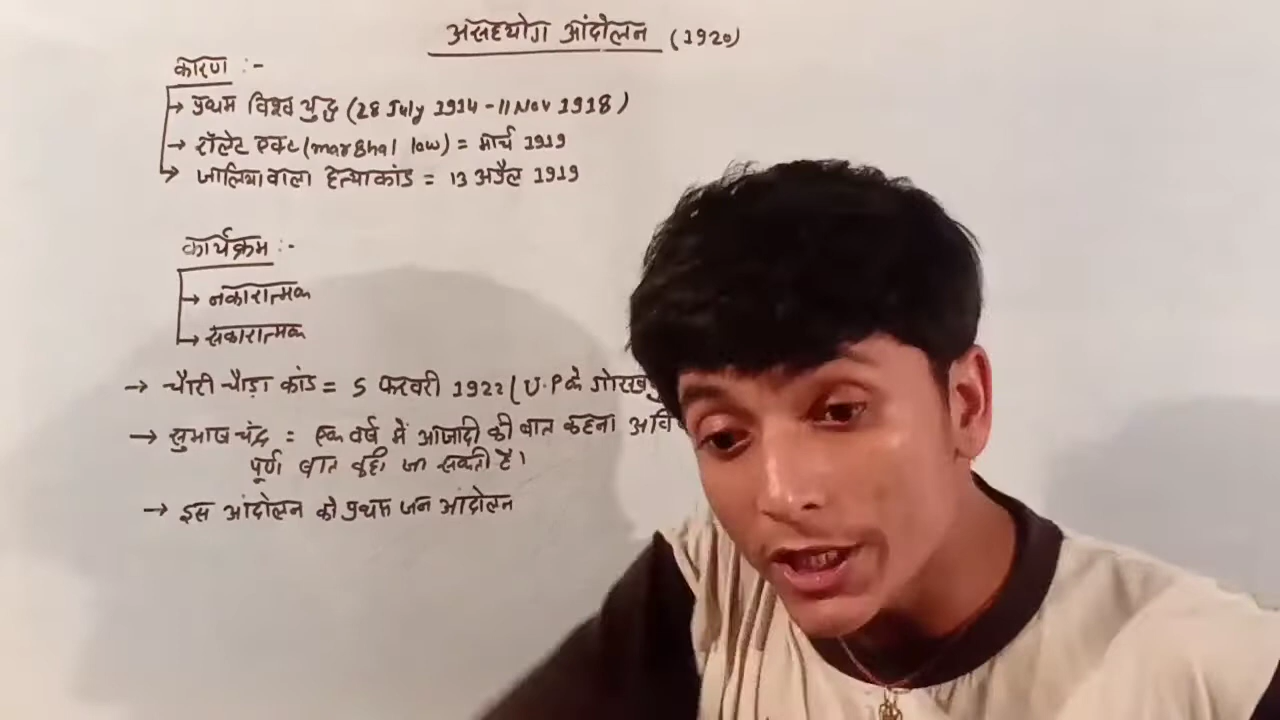 असहयोग आंदोलन (1920)
कारण :-
→ प्रथम विश्व युद्ध (28 July 1914 - 11 Nov 1918)
→ रॉलेट एक्ट (marshal law) = मार्च 1919
→ जालियावाला हत्याकांड = 13 अप्रैल 1919
कार्यक्रम :-
→ नकारात्मक
→ सकारात्मक
→ चौरी चौड़ा कांड = 5 फरवरी 1922 (U.P के
→ सुभाष चंद्र = एक वर्ष में आजादी की बात कहना
पूर्ण बात कही जा सकती है।
→ इस आंदोलन को प्रथम जन आंदोलन